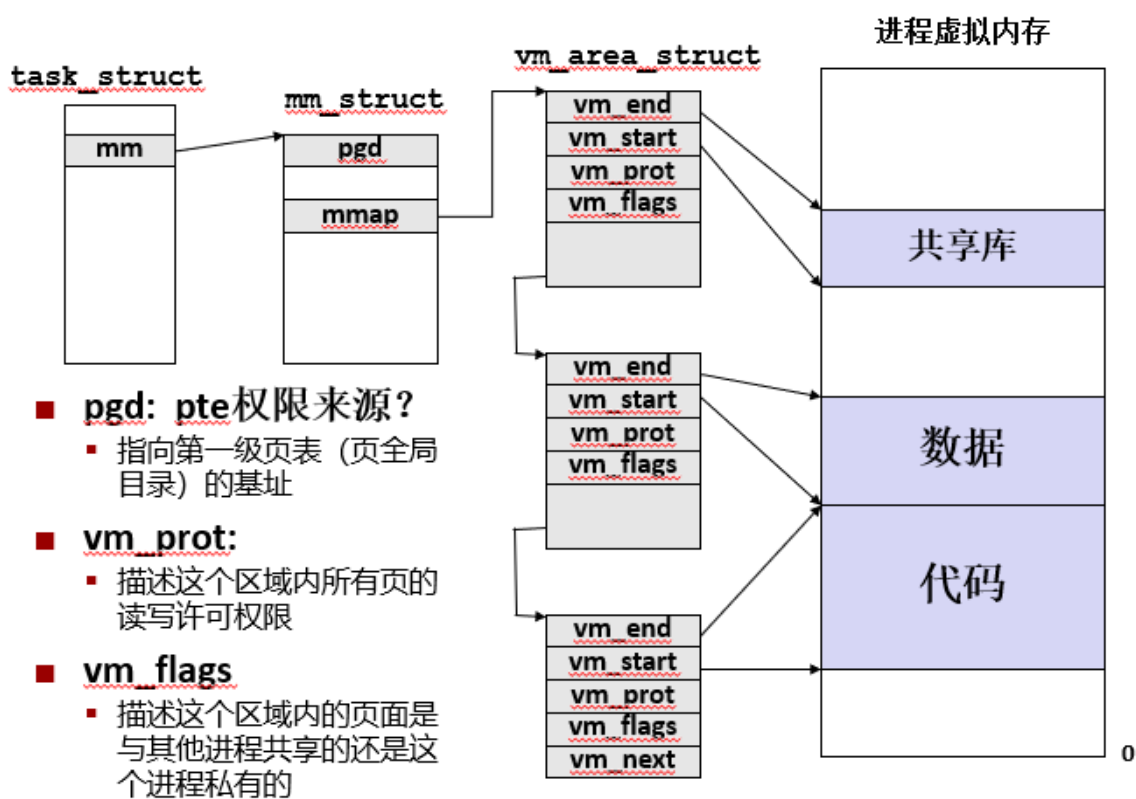 进程虚拟内存
task_struct
mm
mm_struct
pgd
mmap
vm_area_struct
vm_end
vm_start
vm_prot
vm_flags
vm_end
vm_start
vm_prot
vm_flags
vm_end
vm_start
vm_prot
vm_flags
vm_next
共享库
数据
代码
0
pgd: pte权限来源?
指向第一级页表（页全局
目录）的基址
vm_prot:
描述这个区域内所有页的
读写许可权限
vm_flags
描述这个区域内的页面是
与其他进程共享的还是这
个进程私有的